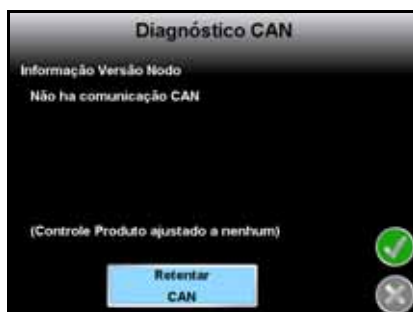 Diagnóstico CAN
Informação Versão Nodo
Não ha comunicação CAN
(Controle Produto ajustado a nenhum)
Retentar
CAN